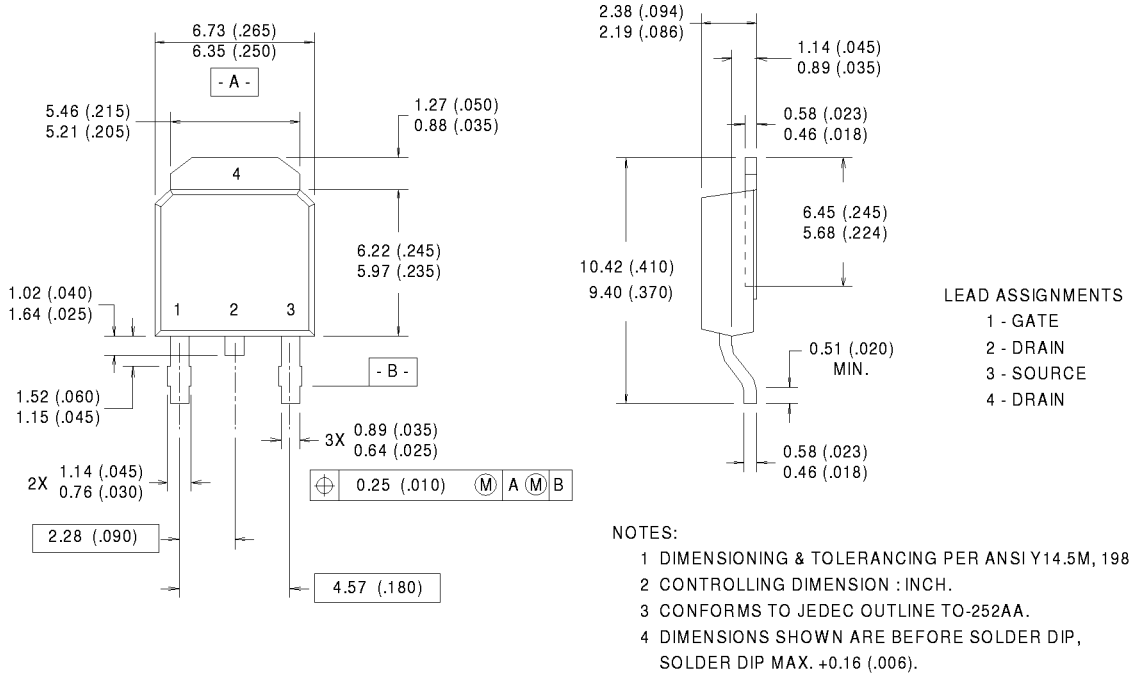 6.73 (.265)
6.35 (.250)
- A -
5.46 (.215)
5.21 (.205)
1.27 (.050)
0.88 (.035)
4
6.22 (.245)
5.97 (.235)
1.02 (.040)
1.64 (.025)
1 2 3
1.52 (.060)
1.15 (.045)
- B -
3X 0.89 (.035)
0.64 (.025)
2X 1.14 (.045)
0.76 (.030)
0.25 (.010) M A M B
2.28 (.090)
4.57 (.180)
2.38 (.094)
2.19 (.086)
1.14 (.045)
0.89 (.035)
0.58 (.023)
0.46 (.018)
6.45 (.245)
5.68 (.224)
10.42 (.410)
9.40 (.370)
0.51 (.020)
MIN.
0.58 (.023)
0.46 (.018)
LEAD ASSIGNMENTS
1 - GATE
2 - DRAIN
3 - SOURCE
4 - DRAIN
NOTES:
1 DIMENSIONING & TOLERANCING PER ANSI Y14.5M, 198
2 CONTROLLING DIMENSION : INCH.
3 CONFORMS TO JEDEC OUTLINE TO-252AA.
4 DIMENSIONS SHOWN ARE BEFORE SOLDER DIP,
SOLDER DIP MAX. +0.16 (.006).